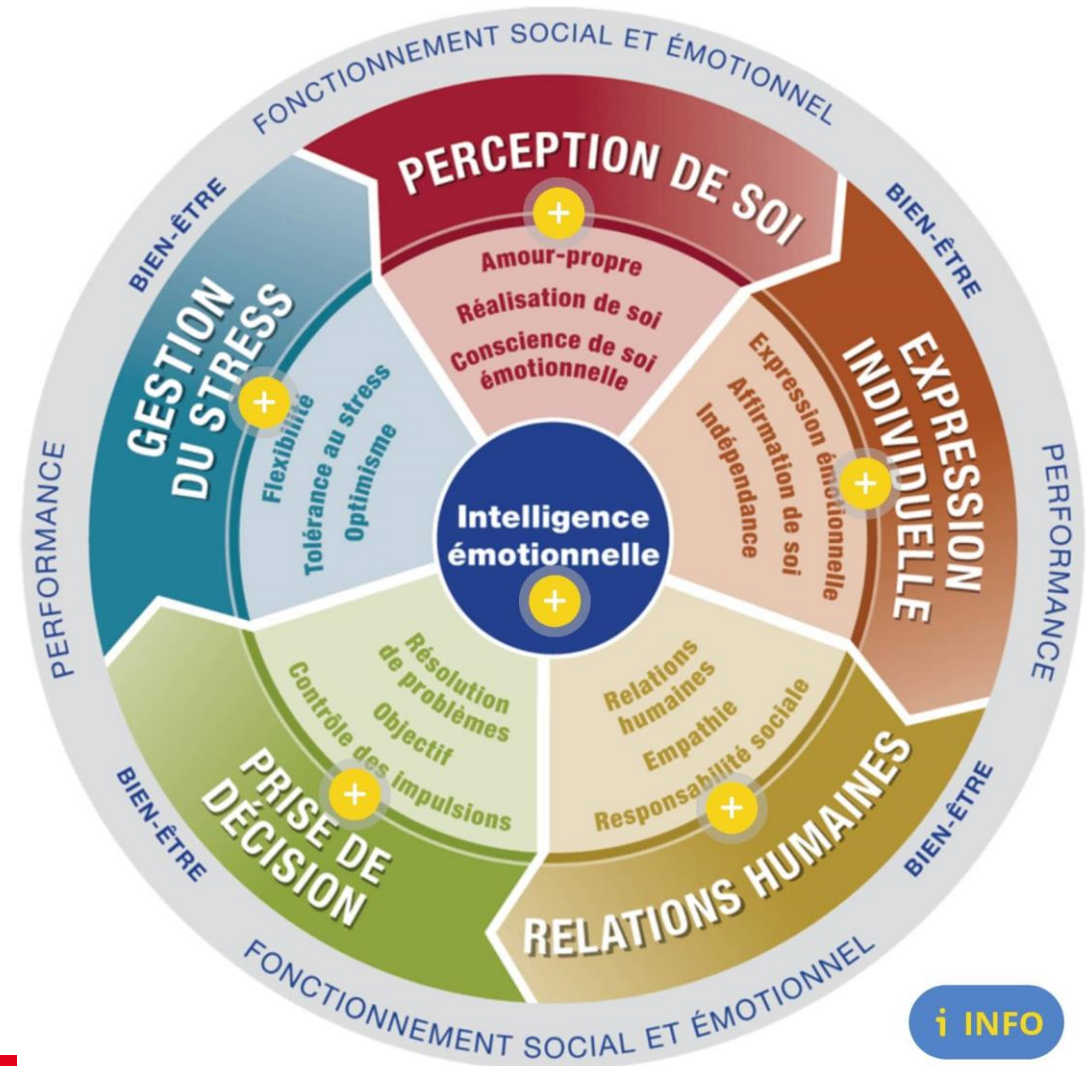 FONCTIONNEMENT SOCIAL ET ÉMOTIONNEL
BIEN-ÊTRE
PERFORMANCE
BIEN-ÊTRE
FONCTIONNEMENT SOCIAL ET ÉMOTIONNEL
BIEN-ÊTRE
PERFORMANCE
BIEN-ÊTRE
PERCEPTION DE SOI
Amour-propre
Réalisation de soi
Conscience de soi
émotionnelle
EXPRESSION
INDIVIDUELLE
Expression émotionnelle
Affirmation de soi
Indépendance
RELATIONS HUMAINES
Relations
humaines
Empathie
Responsabilité sociale
PRISE DE
DÉCISION
Résolution
de problèmes
Objectif
Contrôle des impulsions
GESTION
DU STRESS
Flexibilité
Tolérance au stress
Optimisme
Intelligence
émotionnelle
i INFO